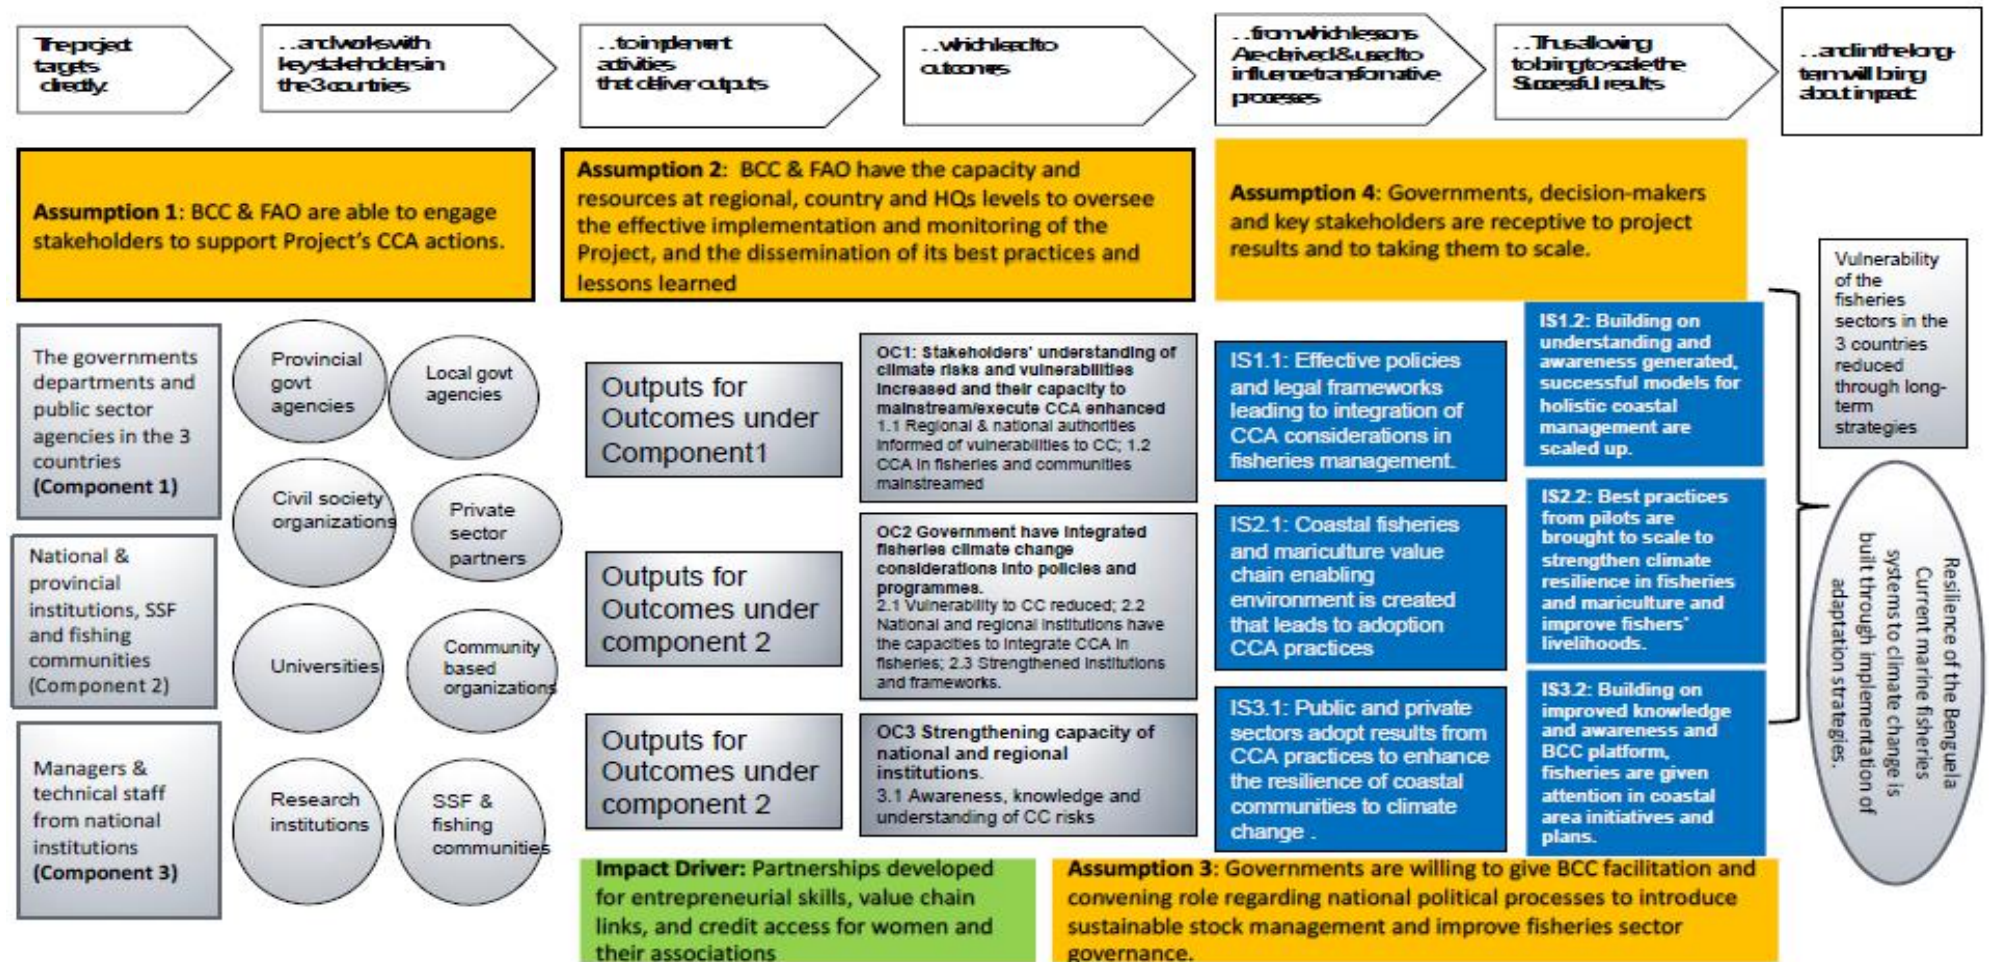 The project
targets
directly:
. . . and works with
key stakeholders in
the 3 countries
. . . to implement
activities
that deliver outputs
. . . which lead to
outcomes
. . . from which lessons
Are derived & used to
influence transformative
processes
. . . Thus allowing
to bring to scale the
Successful results
. . . and in the long-
term will bring
about impact:
Assumption 1: BCC & FAO are able to engage
stakeholders to support Project's CCA actions.
Assumption 2: BCC & FAO have the capacity and
resources at regional, country and HQs levels to oversee
the effective implementation and monitoring of the
Project, and the dissemination of its best practices and
lessons learned
Assumption 4: Governments, decision-makers
and key stakeholders are receptive to project
results and to taking them to scale.
The governments
departments and
public sector
agencies in the 3
countries
(Component 1)
National &
provincial
institutions, SSF
and fishing
communities
(Component 2)
Managers &
technical staff
from national
institutions
(Component 3)
Provincial
govt
agencies
Local govt
agencies
Civil society
organizations
Private
sector
partners
Universities
Community
based
organizations
Research
institutions
SSF &
fishing
communities
Outputs for
Outcomes under
Component1
Outputs for
Outcomes under
component 2
Outputs for
Outcomes under
component 2
OC1: Stakeholders' understanding of
climate risks and vulnerabilities
increased and their capacity to
mainstream/execute CCA enhanced
1.1 Regional & national authorities
informed of vulnerabilities to CC; 1.2
CCA in fisheries and communities
mainstreamed
OC2 Government have integrated
fisheries climate change
considerations into policies and
programmes.
2.1 Vulnerability to CC reduced; 2.2
National and regional institutions have
the capacities to integrate CCA in
fisheries; 2.3 Strengthened institutions
and frameworks.
OC3 Strengthening capacity of
national and regional
institutions.
3.1 Awareness, knowledge and
understanding of CC risks
IS1.1: Effective policies
and legal frameworks
leading to integration of
CCA considerations in
fisheries management.
IS2.1: Coastal fisheries
and mariculture value
chain enabling
environment is created
that leads to adoption
CCA practices
IS3.1: Public and private
sectors adopt results from
CCA practices to enhance
the resilience of coastal
communities to climate
change .
IS1.2: Building on
understanding and
awareness generated,
successful models for
holistic coastal
management are
scaled up.
IS2.2: Best practices
from pilots are
brought to scale to
strengthen climate
resilience in fisheries
and mariculture and
improve fishers'
livelihoods.
IS3.2: Building on
improved knowledge
and awareness and
BCC platform,
fisheries are given
attention in coastal
area initiatives and
plans.
Vulnerability
of the
fisheries
sectors in the
3 countries
reduced
through long-
term
strategies
Resilience of the Benguela
Current marine fisheries
systems to climate change is
built through implementation of
adaptation strategies.
Impact Driver: Partnerships developed
for entrepreneurial skills, value chain
links, and credit access for women and
their associations
Assumption 3: Governments are willing to give BCC facilitation and
convening role regarding national political processes to introduce
sustainable stock management and improve fisheries sector
governance.